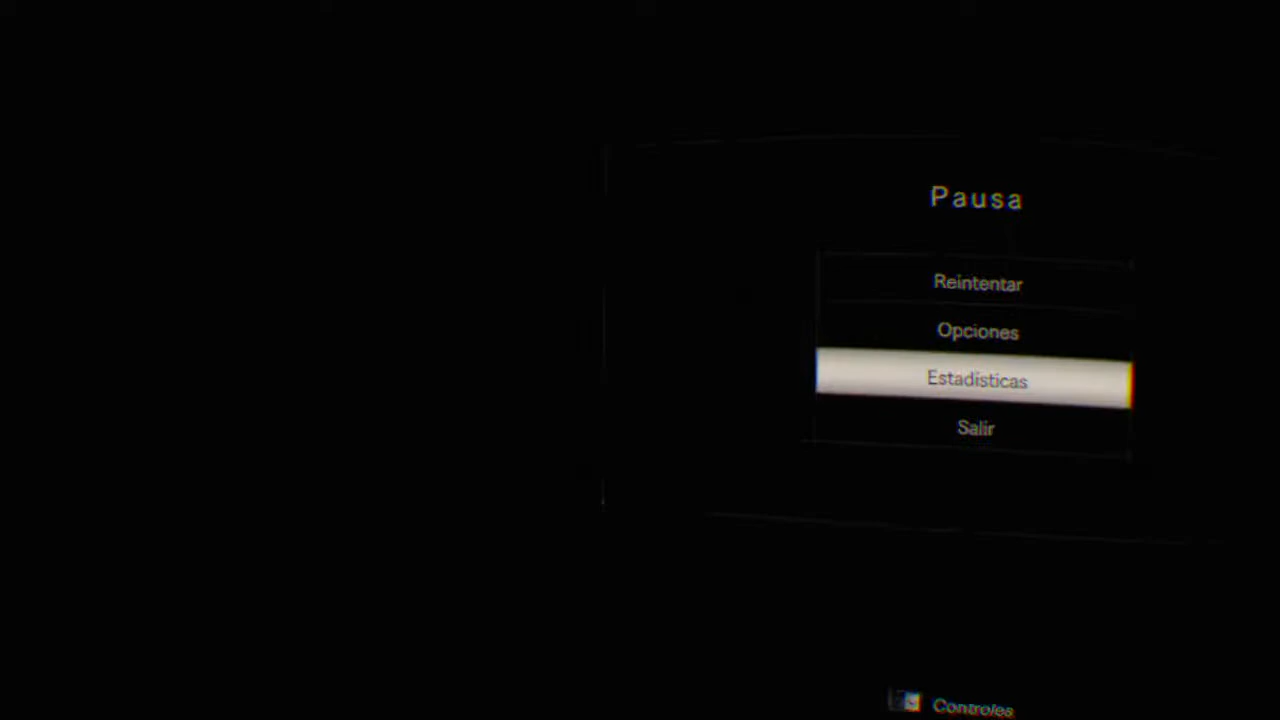 Pausa
Reintentar
Opciones
Estadísticas
Salir
Controles